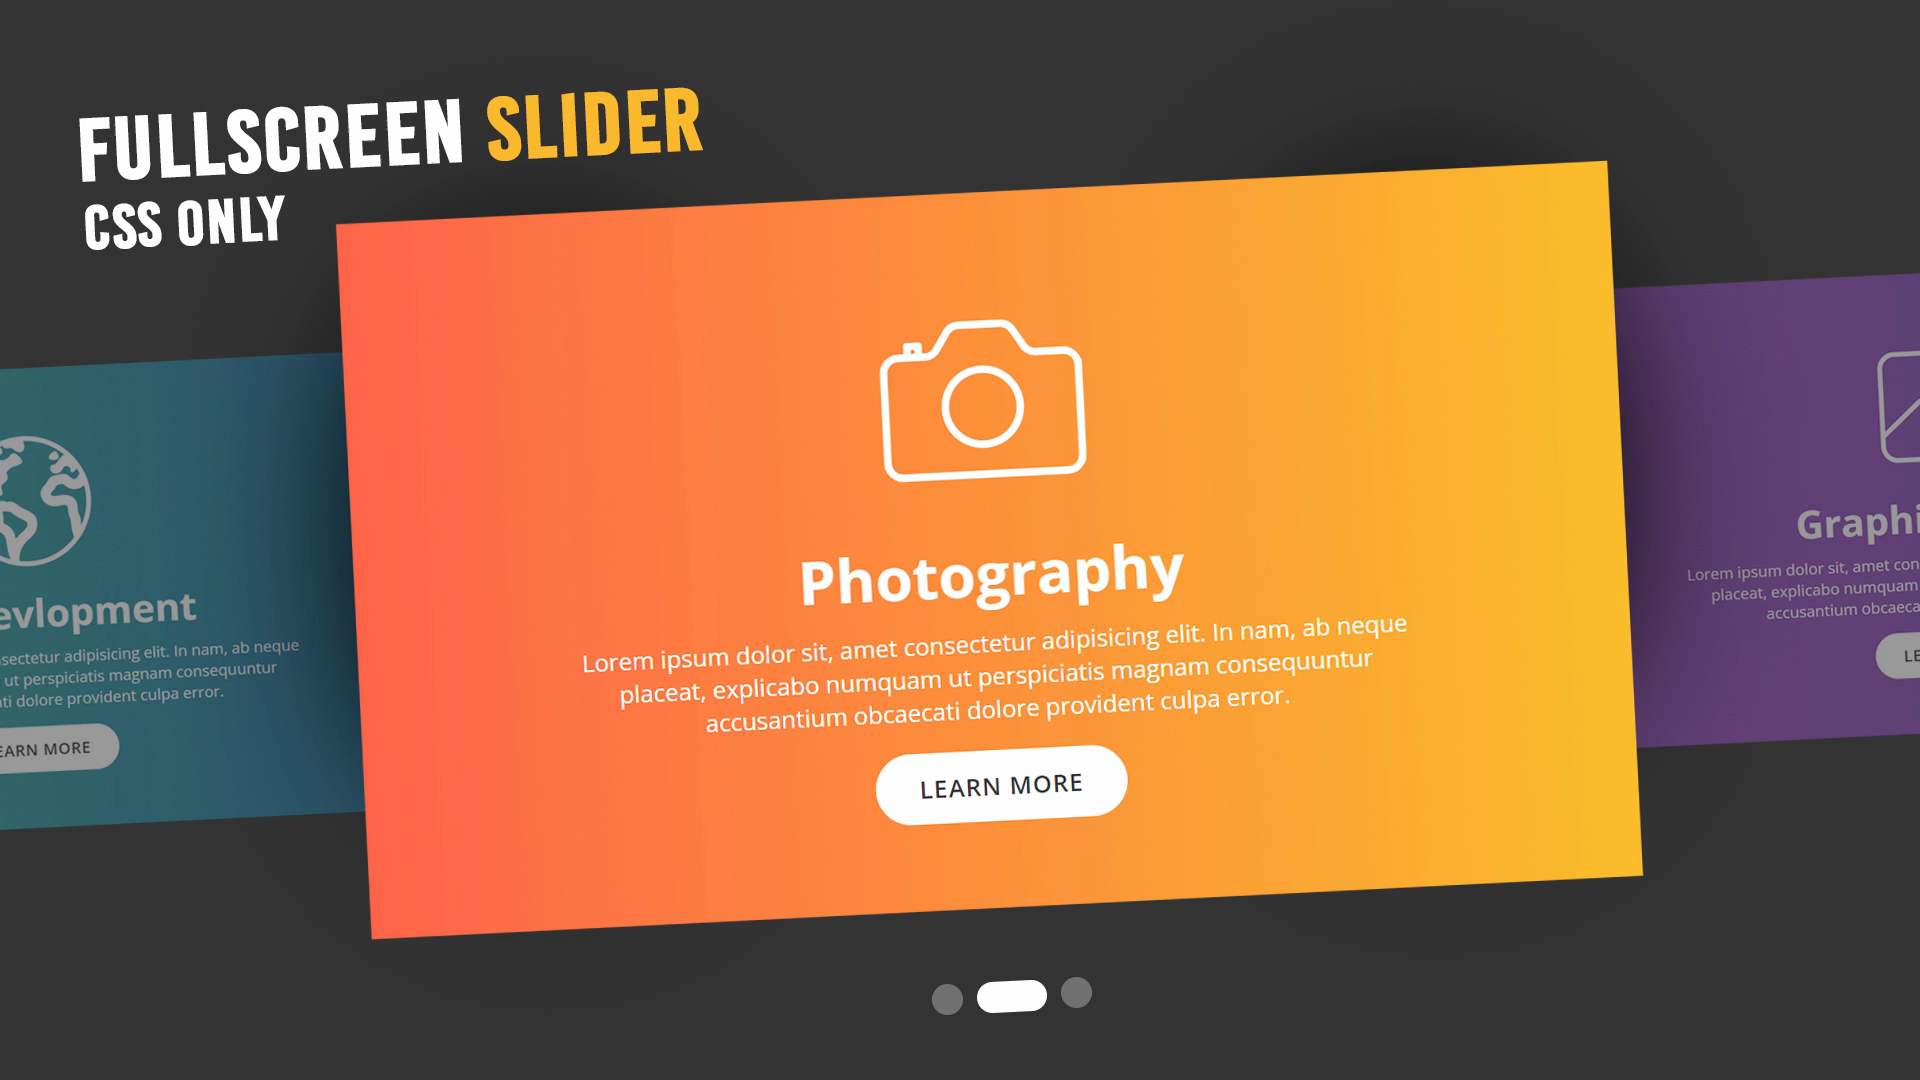 FULLSCREEN SLIDER
CSS ONLY
evlopment
sectetur adipisicing elit. In nam, ab neque
ut perspiciatis magnam consequuntur
ati dolore provident culpa error.
EARN MORE
Photography
Lorem ipsum dolor sit, amet consectetur adipisicing elit. In nam, ab neque
placeat, explicabo numquam ut perspiciatis magnam consequuntur
accusantium obcaecati dolore provident culpa error.
LEARN MORE
Graphi
Lorem ipsum dolor sit, amet con
placeat, explicabo numquam
accusantium obcaeca
LE